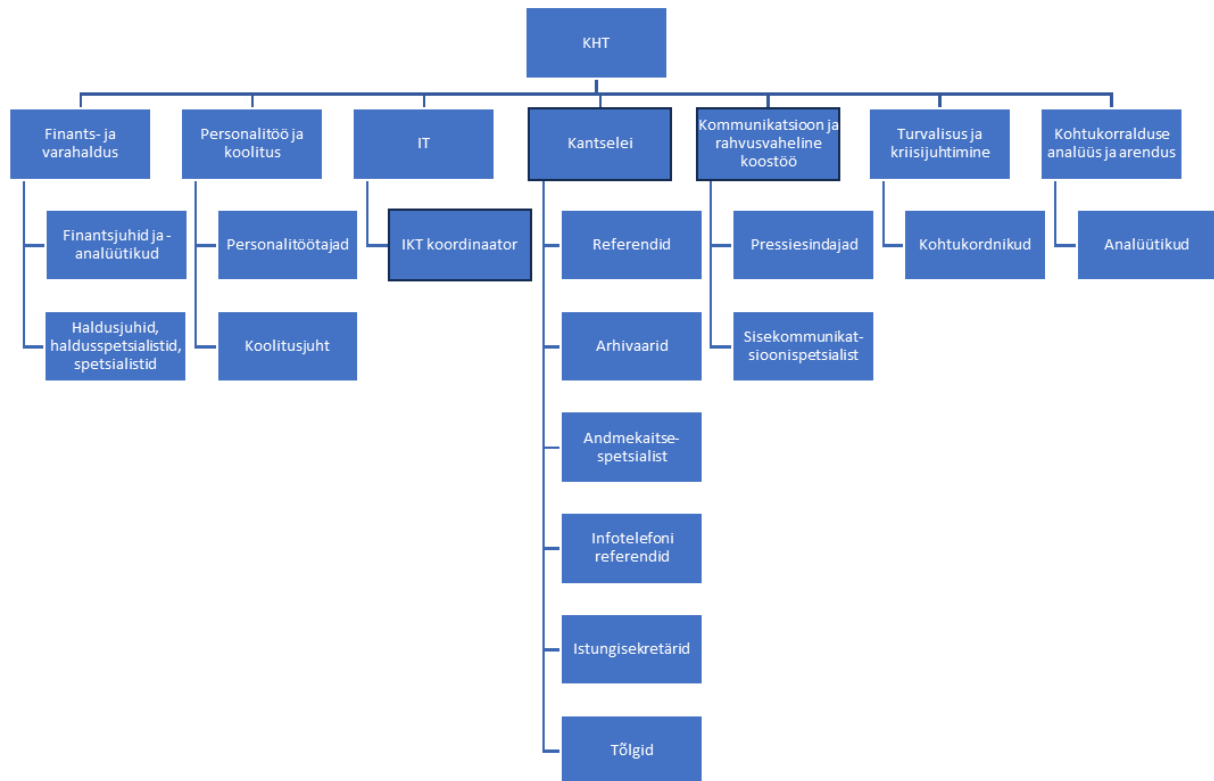 KHT
Finants- ja
varahaldus
Personalitöö ja
koolitus
IT
Kantselei
Kommunikatsioon ja
rahvusvaheline
koostöö
Turvalisus ja
kriisijuhtimine
Kohtukorralduse
analüüs ja arendus
Finantsjuhid ja -
analüütikud
Personalitöötajad
IKT koordinaator
Referendid
Pressiesindajad
Kohtukordnikud
Analüütikud
Haldusjuhid,
haldusspetsialistid,
spetsialistid
Koolitusjuht
Arhivaarid
Sisekommunikat-
sioonispetsialist
Andmekaitse-
spetsialist
Infotelefoni
referendid
Istungisekretärid
Tõlgid